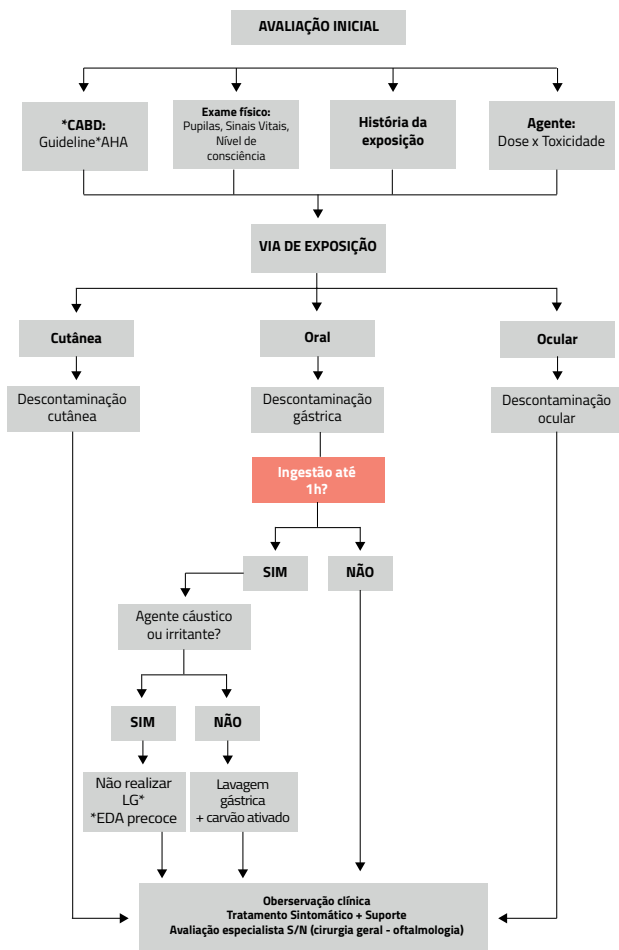 AVALIAÇÃO INICIAL
*CABD:
Guideline*AHA
Exame físico:
Pupilas, Sinais Vitais,
Nível de
consciência
História da
exposição
Agente:
Dose x Toxicidade
VIA DE EXPOSIÇÃO
Cutânea
Oral
Ocular
Descontaminação
cutânea
Descontaminação
gástrica
Descontaminação
ocular
Ingestão até
1h?
SIM
NÃO
Agente cáustico
ou irritante?
SIM
NÃO
Não realizar
LG*
*EDA precoce
Lavagem
gástrica
+ carvão ativado
Oberservação clínica
Tratamento Sintomático + Suporte
Avaliação especialista S/N (cirurgia geral - oftalmologia)